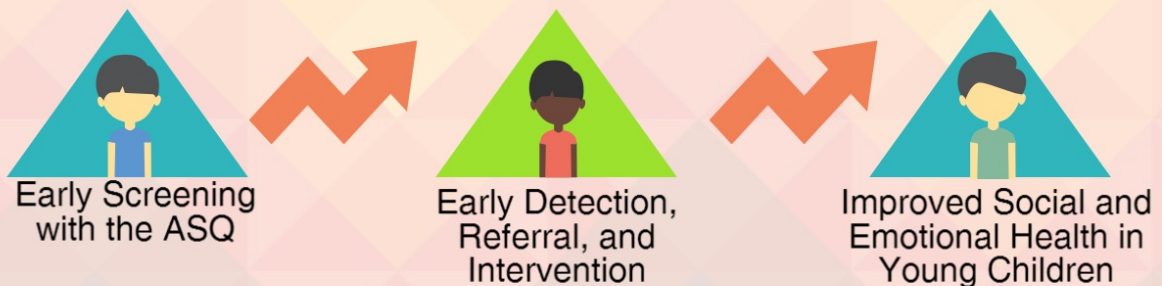 Early Screening
with the ASQ
Early Detection,
Referral, and
Intervention
Improved Social and
Emotional Health in
Young Children